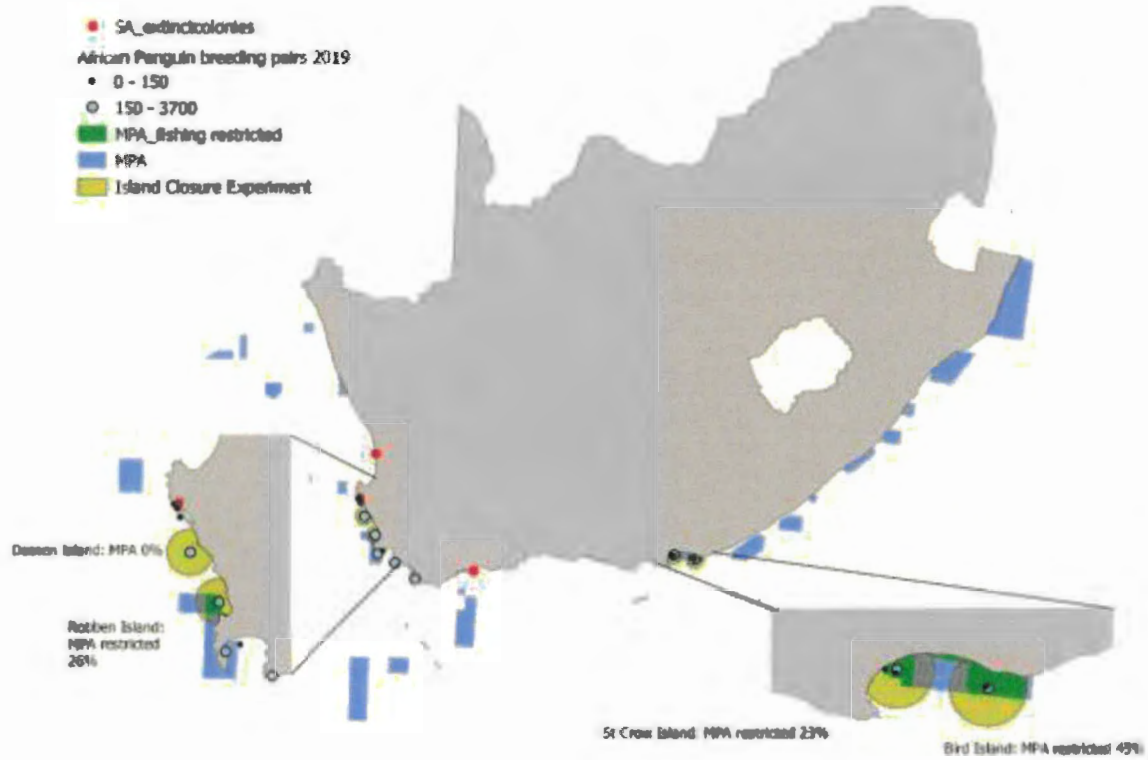 SA_extinctcolonies
African Penguin breeding pairs 2019
0 - 150
150 - 3700
MPA_fishing restricted
MPA
Island Closure Experiment
Dassen Island: MPA 0%
Robben Island:
MPA restricted
26%
St Croix Island: MPA restricted 23%
Bird Island: MPA restricted 45%